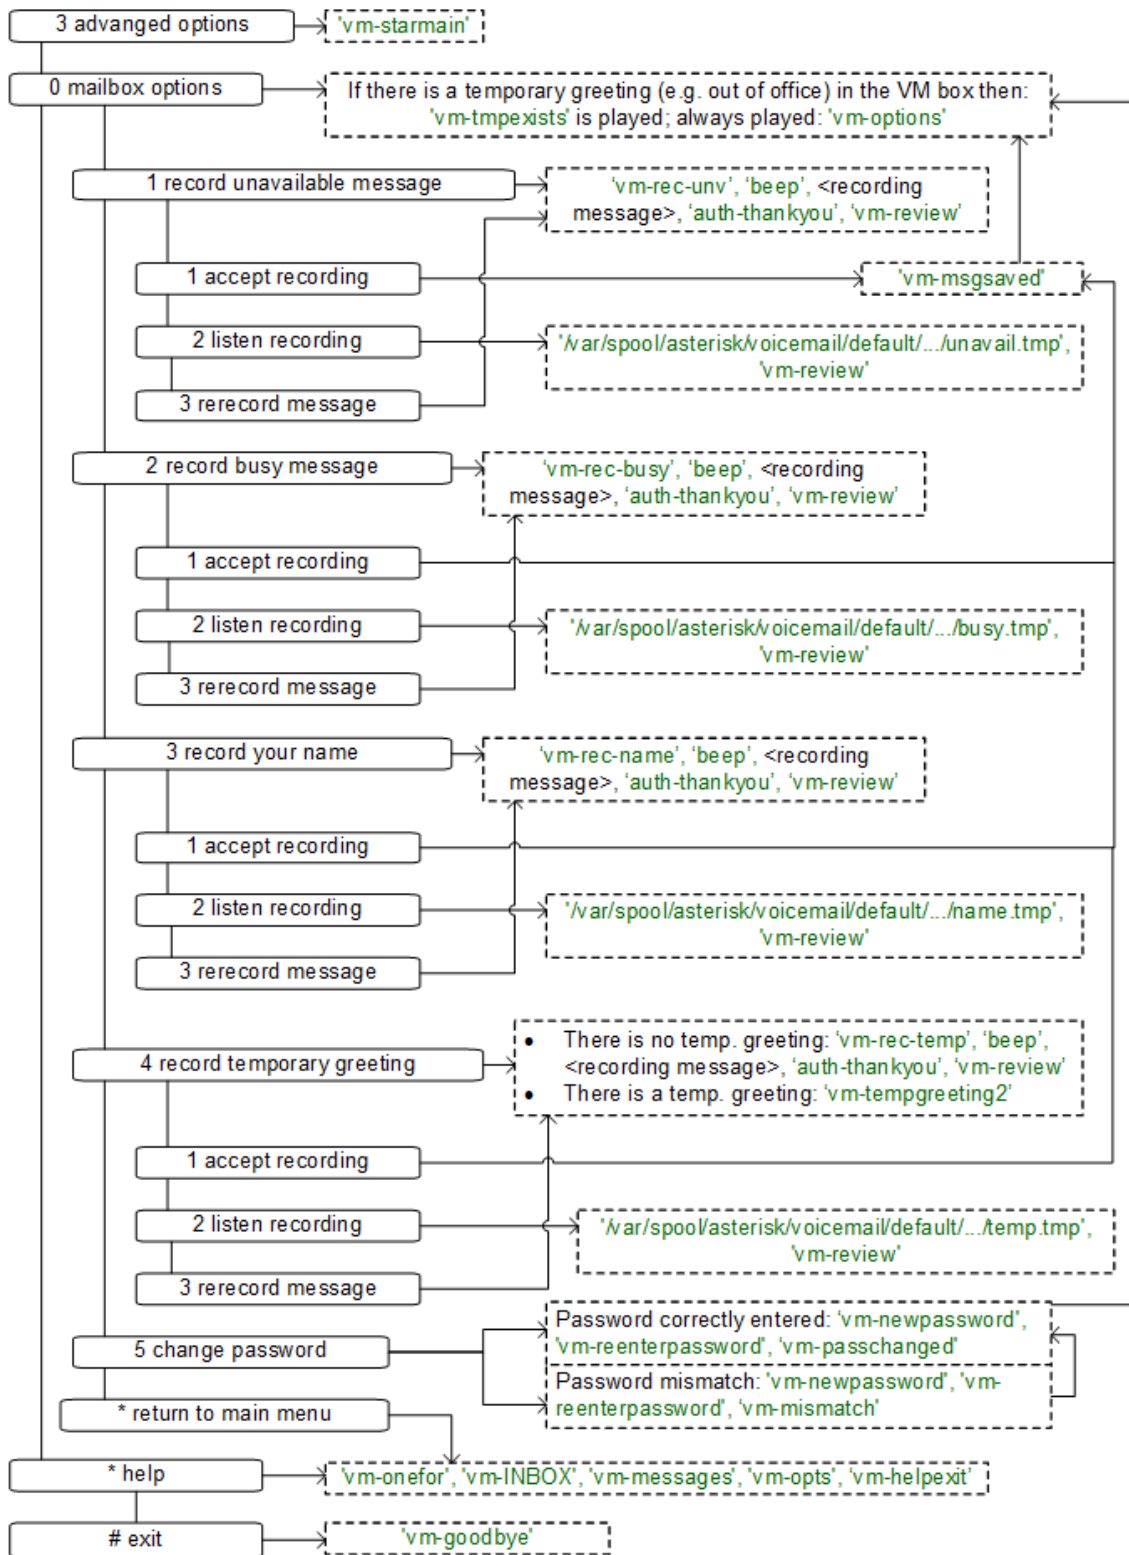 3 advanged options
'vm-starmain'
0 mailbox options
If there is a temporary greeting (e.g. out of office) in the VM box then:
'vm-tmpexists' is played; always played: 'vm-options'
1 record unavailable message
'vm-rec-unv', 'beep', <recording
message>, 'auth-thankyou', 'vm-review'
1 accept recording
'vm-msgsaved'
2 listen recording
'/var/spool/asterisk/voicemail/default/.../unavail.tmp',
'vm-review'
3 rerecord message
2 record busy message
'vm-rec-busy', 'beep', <recording
message>, 'auth-thankyou', 'vm-review'
1 accept recording
2 listen recording
'/var/spool/asterisk/voicemail/default/.../busy.tmp',
'vm-review'
3 rerecord message
3 record your name
'vm-rec-name', 'beep', <recording
message>, 'auth-thankyou', 'vm-review'
1 accept recording
2 listen recording
'/var/spool/asterisk/voicemail/default/.../name.tmp',
'vm-review'
3 rerecord message
4 record temporary greeting
• There is no temp. greeting: 'vm-rec-temp', 'beep',
<recording message>, 'auth-thankyou', 'vm-review'
• There is a temp. greeting: 'vm-tempgreeting2'
1 accept recording
2 listen recording
'/var/spool/asterisk/voicemail/default/.../temp.tmp',
'vm-review'
3 rerecord message
5 change password
Password correctly entered: 'vm-newpassword',
'vm-reenterpassword', 'vm-passchanged'
Password mismatch: 'vm-newpassword', 'vm-
reenterpassword', 'vm-mismatch'
* return to main menu
* help
'vm-onefor', 'vm-INBOX', 'vm-messages', 'vm-opts', 'vm-helpexit'
# exit
'vm-goodbye'